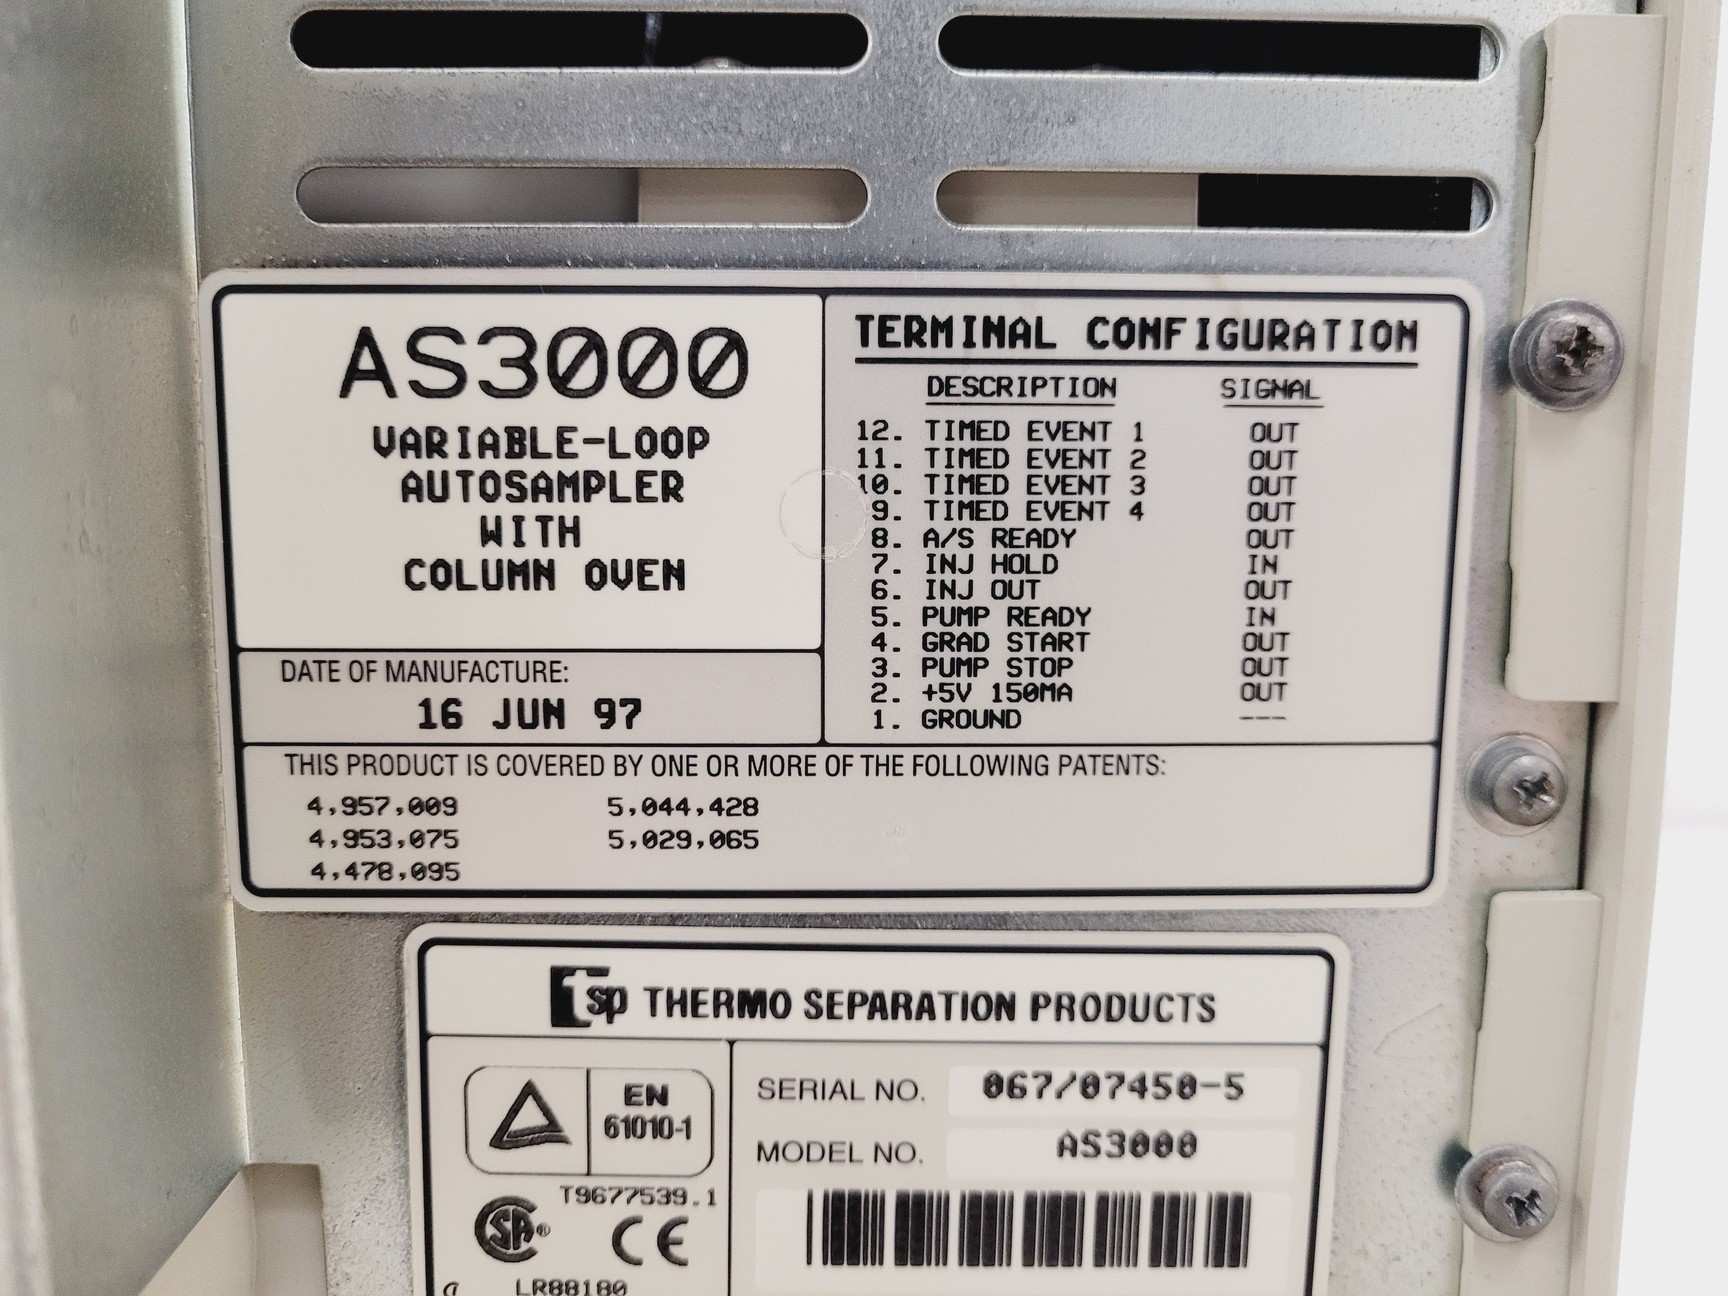 AS3000
VARIABLE-LOOP
AUTOSAMPLER
WITH
COLUMN OVEN
DATE OF MANUFACTURE:
16 JUN 97
TERMINAL CONFIGURATION
DESCRIPTION SIGNAL
12. TIMED EVENT 1 OUT
11. TIMED EVENT 2 OUT
10. TIMED EVENT 3 OUT
9. TIMED EVENT 4 OUT
8. A/S READY OUT
7. INJ HOLD IN
6. INJ OUT OUT
5. PUMP READY IN
4. GRAD START OUT
3. PUMP STOP OUT
2. +5V 150MA OUT
1. GROUND ---
THIS PRODUCT IS COVERED BY ONE OR MORE OF THE FOLLOWING PATENTS:
4,957,009 5,044,428
4,953,075 5,029,065
4,478,095
tsp THERMO SEPARATION PRODUCTS
EN
61010-1
T9677539.1
SA® CE
LR88180
SERIAL NO. 067/07450-5
MODEL NO. AS3000